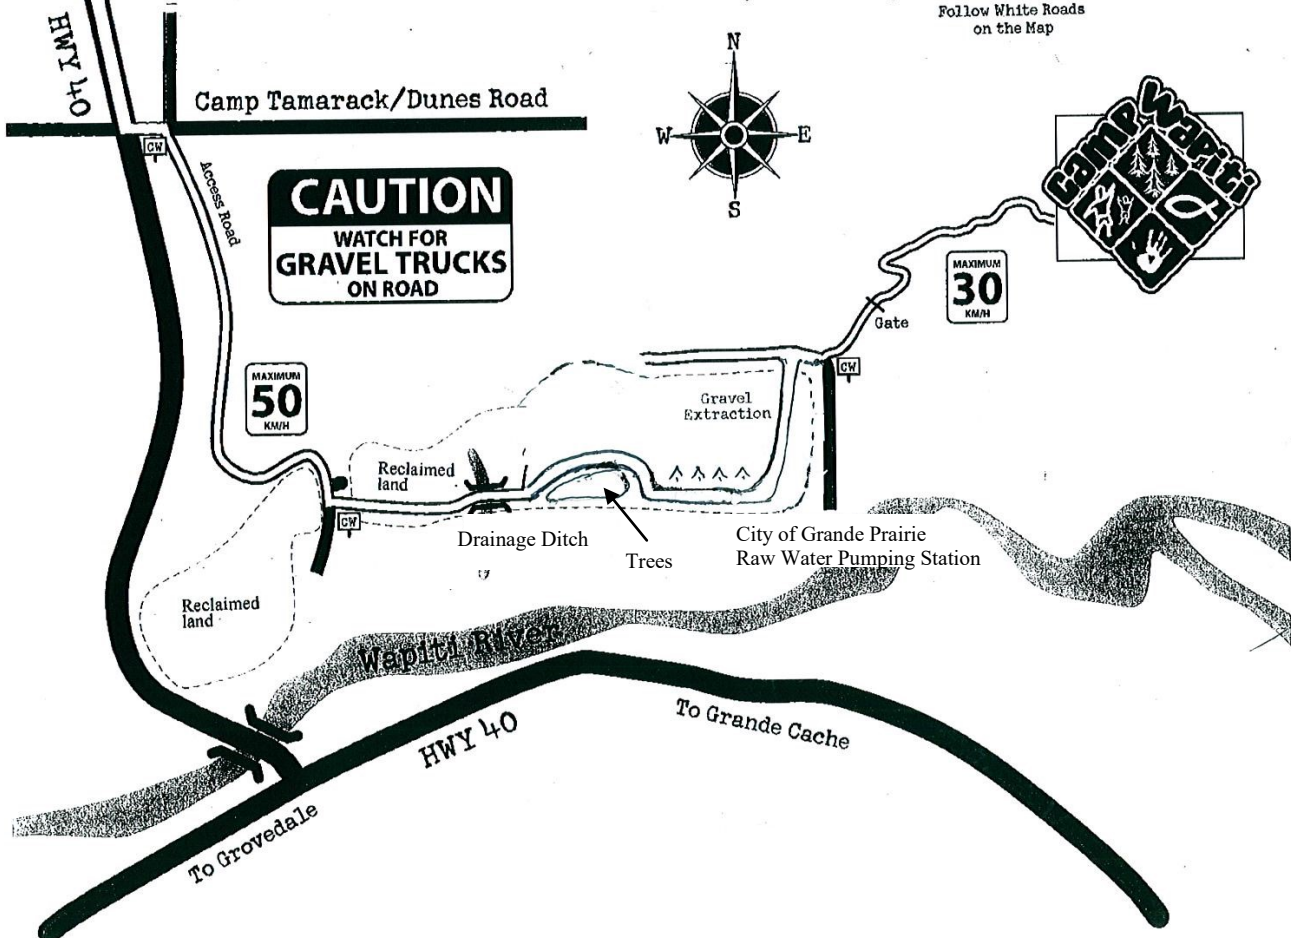 Follow White Roads
on the Map
HWY 40
N
W
E
S
Camp Tamarack/Dunes Road
Camp Wapiti
CW
Access Road
CAUTION
WATCH FOR
GRAVEL TRUCKS
ON ROAD
MAXIMUM
30
KM/H
Gate
CW
MAXIMUM
50
KM/H
Gravel
Extraction
Reclaimed
land
CW
Drainage Ditch
Trees
City of Grande Prairie
Raw Water Pumping Station
Reclaimed
land
Wapiti River
HWY 40
To Grande Cache
To Grovedale